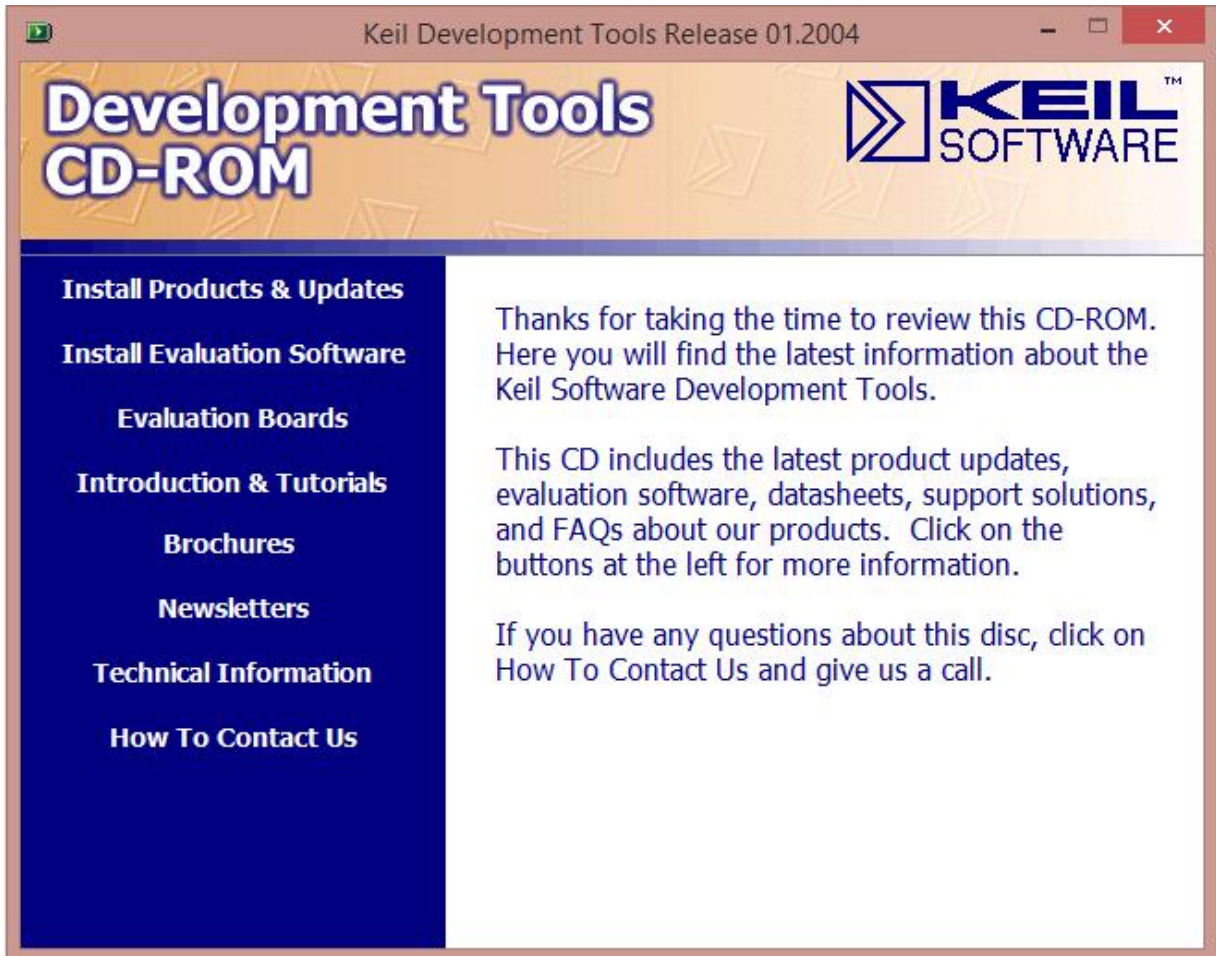 Keil Development Tools Release 01.2004
Development Tools
CD-ROM
KEIL™
SOFTWARE
Install Products & Updates
Install Evaluation Software
Evaluation Boards
Introduction & Tutorials
Brochures
Newsletters
Technical Information
How To Contact Us
Thanks for taking the time to review this CD-ROM.
Here you will find the latest information about the
Keil Software Development Tools.
This CD includes the latest product updates,
evaluation software, datasheets, support solutions,
and FAQs about our products.  Click on the
buttons at the left for more information.
If you have any questions about this disc, click on
How To Contact Us and give us a call.